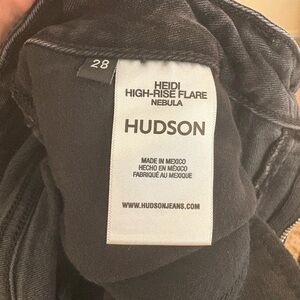 28
HEIDI
HIGH-RISE FLARE
NEBULA
HUDSON
MADE IN MEXICO
HECHO EN MÉXICO
FABRIQUÉ AU MEXIQUE
WWW.HUDSONJEANS.COM